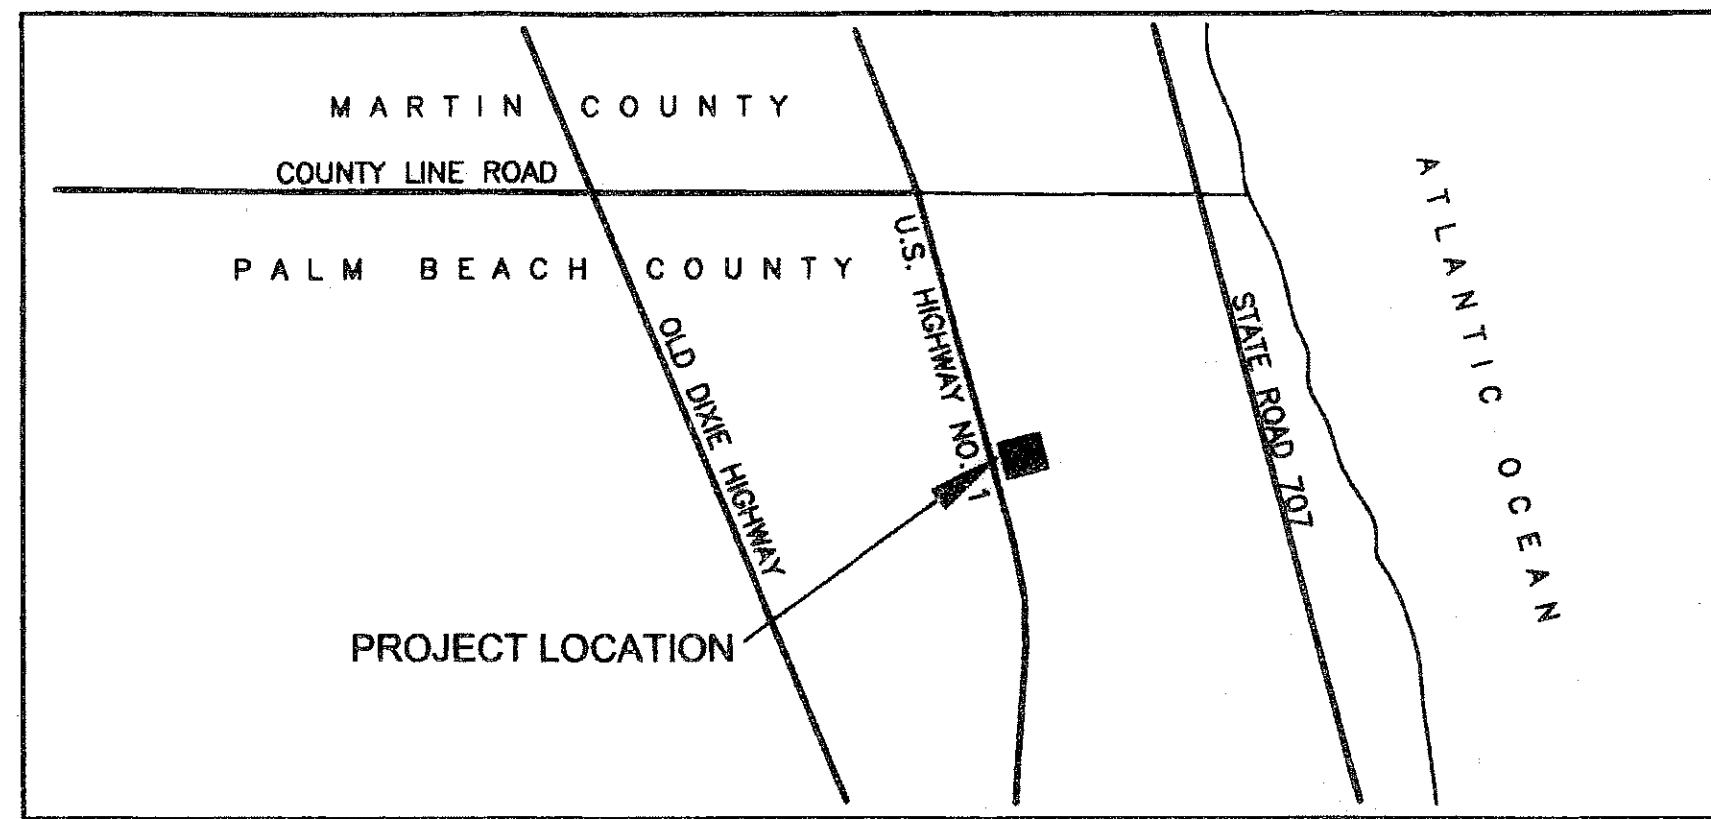 MARTIN COUNTY
COUNTY LINE ROAD
PALM BEACH COUNTY
U.S. HIGHWAY NO. 1
OLD DIXIE HIGHWAY
STATE ROAD 707
ATLANTIC OCEAN
PROJECT LOCATION